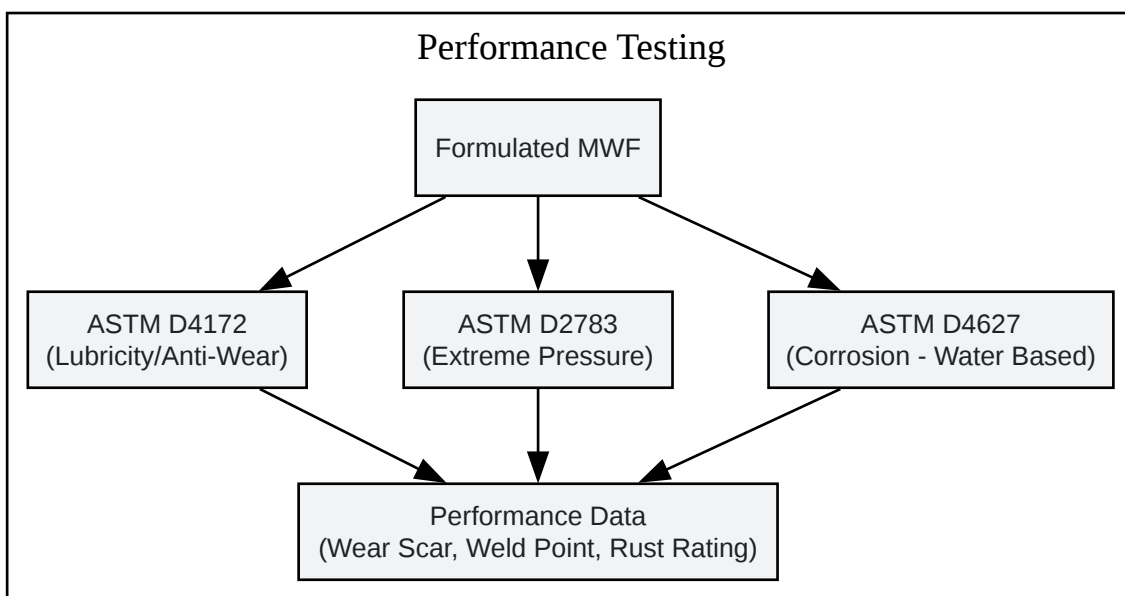 Performance Testing
Formulated MWF
ASTM D4172
(Lubricity/Anti-Wear)
ASTM D2783
(Extreme Pressure)
ASTM D4627
(Corrosion - Water Based)
Performance Data
(Wear Scar, Weld Point, Rust Rating)